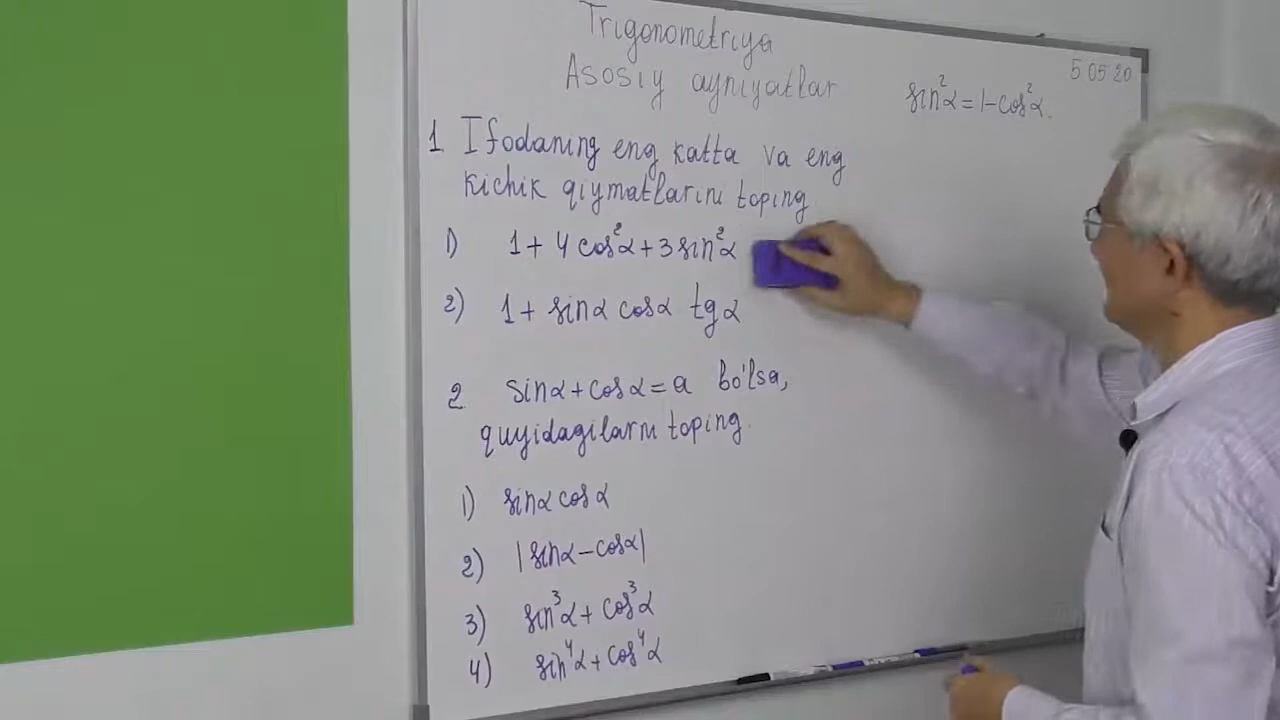 Trigonometriya
Asosiy ayniyatlar
5 05 20
sin²α = 1 - cos²α.
1. Ifodaning eng katta va eng
kichik qiymatlarini toping
1) 1 + 4 cos²α + 3 sin²α
2) 1 + sinα cosα tgα
2 sinα + cosα = a bo'lsa,
quyidagilarni toping.
1) sinα cosα
2) |sinα - cosα|
3) sin³α + cos³α
4) sin⁴α + cos⁴α